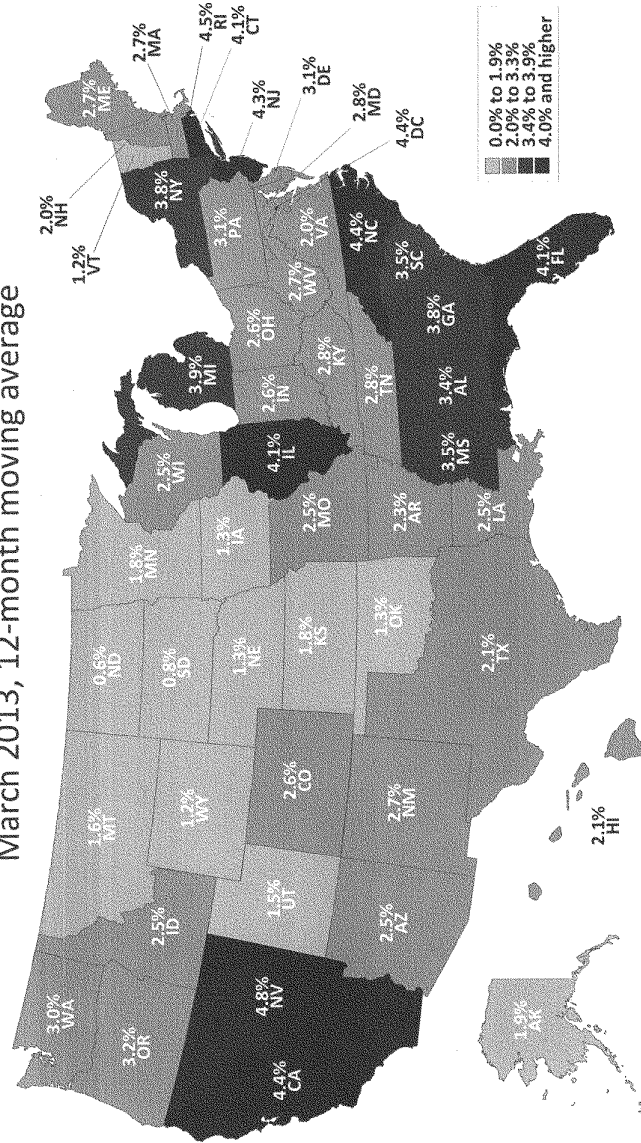 March 2013, 12-month moving average
3.0%
WA
3.2%
OR
4.4%
CA
4.8%
NV
2.5%
ID
1.6%
MT
1.2%
WY
1.5%
UT
2.5%
AZ
2.6%
CO
2.7%
NM
0.6%
ND
0.8%
SD
1.3%
NE
1.8%
KS
1.3%
OK
2.1%
TX
1.8%
MN
1.3%
IA
2.5%
MO
2.3%
AR
2.5%
LA
2.5%
WI
4.1%
IL
3.9%
MI
2.6%
IN
2.6%
OH
2.8%
KY
2.8%
TN
3.5%
MS
3.4%
AL
3.8%
GA
4.1%
FL
3.5%
SC
4.4%
NC
2.0%
VA
2.7%
WV
3.1%
PA
3.8%
NY
1.2%
VT
2.0%
NH
2.7%
ME
2.7%
MA
4.5%
RI
4.1%
CT
4.3%
NJ
3.1%
DE
2.8%
MD
4.4%
DC
1.9%
AK
2.1%
HI
0.0% to 1.9%
2.0% to 3.3%
3.4% to 3.9%
4.0% and higher